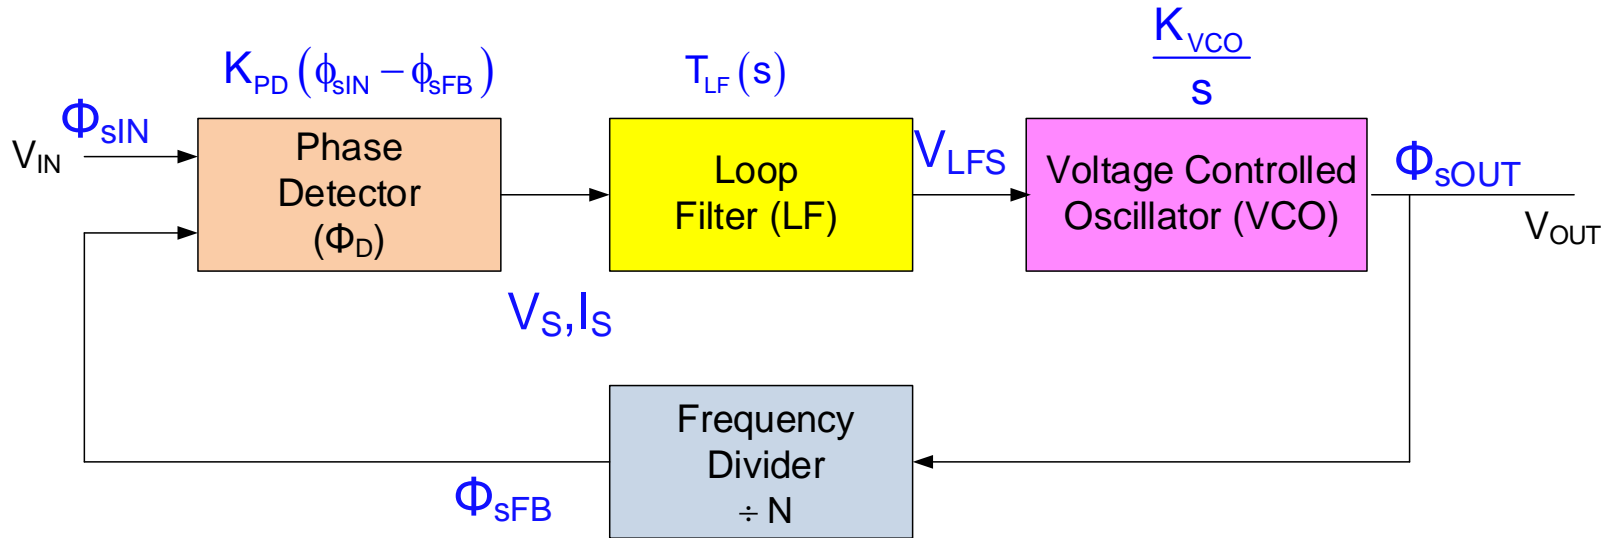 K_PD (ϕ_sIN − ϕ_sFB)
T_LF (s)
K_VCO
s
V_IN
Φ_sIN
Phase
Detector
(Φ_D)
Loop
Filter (LF)
V_LFS
Voltage Controlled
Oscillator (VCO)
Φ_sOUT
V_OUT
V_S,I_S
Frequency
Divider
÷ N
Φ_sFB